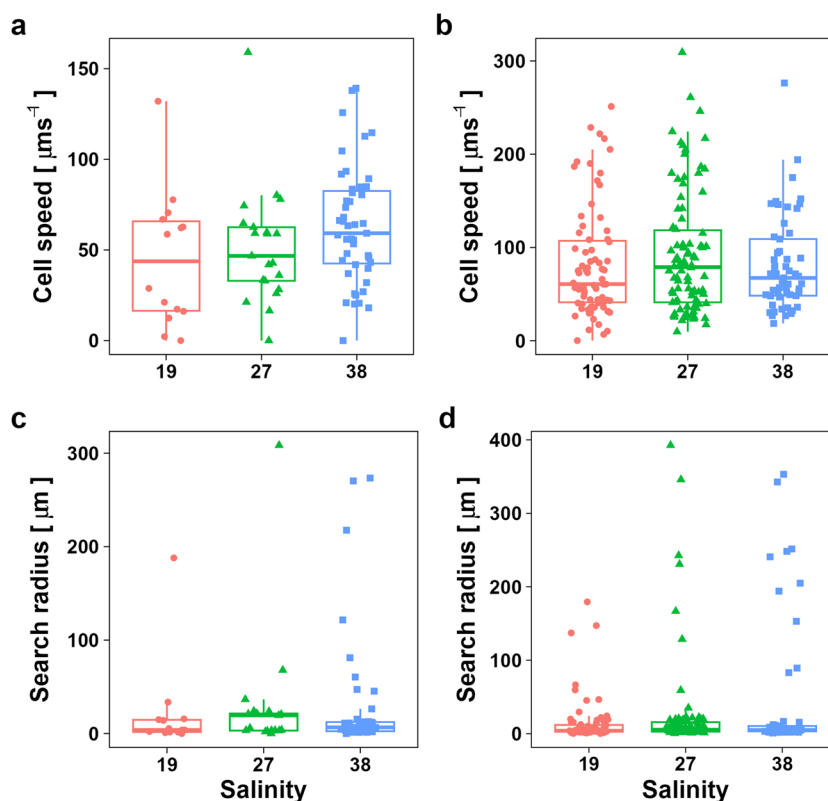 a
Cell speed [ μms⁻¹ ]
150
100
50
0
19
27
38
b
Cell speed [ μms⁻¹ ]
300
200
100
0
19
27
38
c
Search radius [ μm ]
300
200
100
0
19
27
38
Salinity
d
Search radius [ μm ]
400
300
200
100
0
19
27
38
Salinity